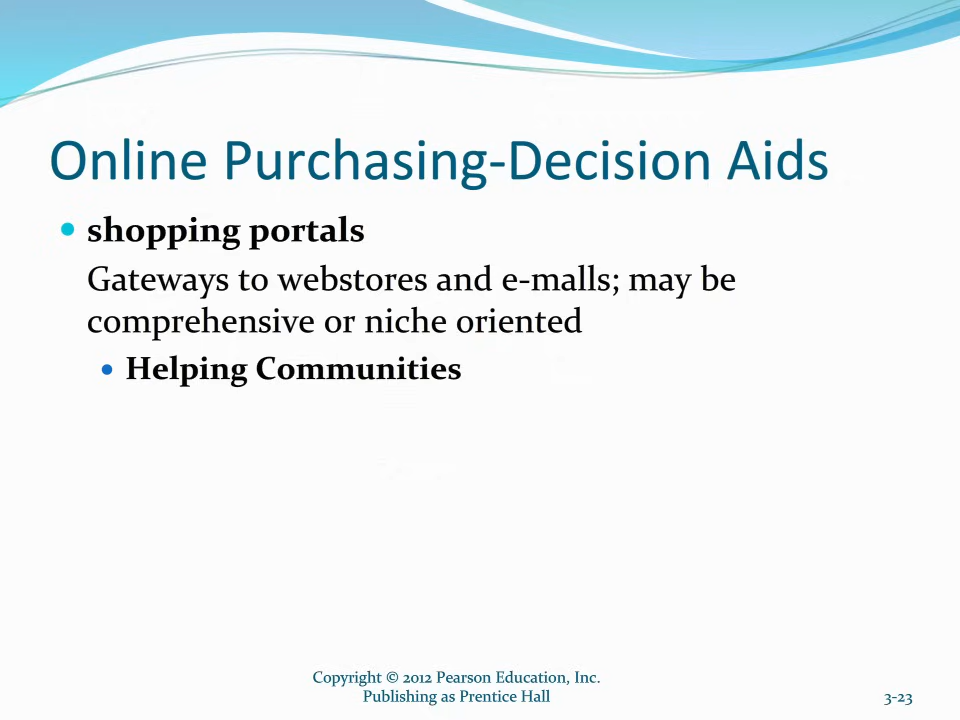 Online Purchasing-Decision Aids
shopping portals
Gateways to webstores and e-malls; may be
comprehensive or niche oriented
Helping Communities
Copyright © 2012 Pearson Education, Inc.
Publishing as Prentice Hall
3-23